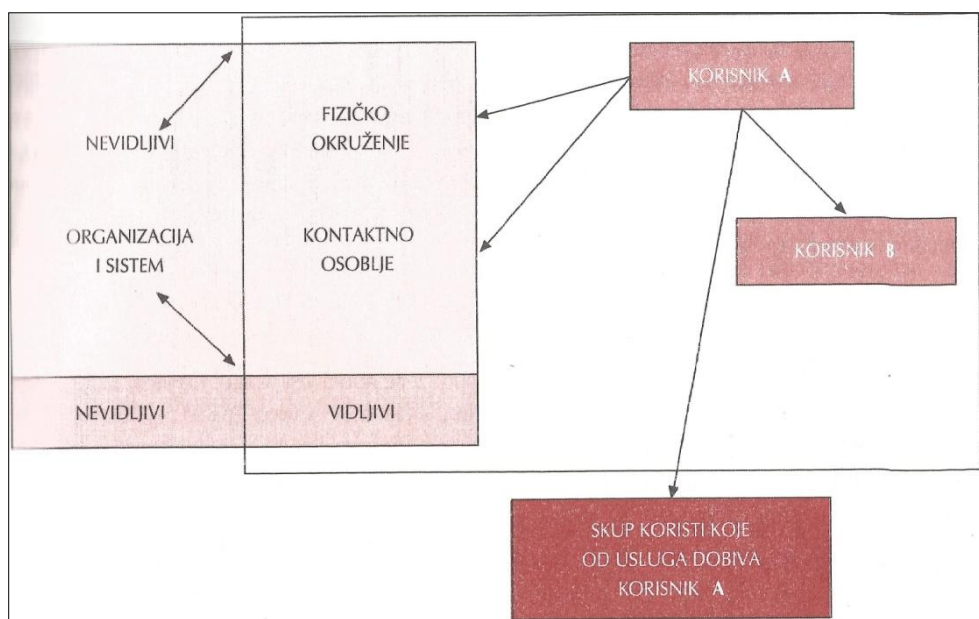 NEVIDLJIVI
ORGANIZACIJA
I SISTEM
FIZIČKO
OKRUŽENJE
KONTAKTNO
OSOBLJE
NEVIDLJIVI
VIDLJIVI
KORISNIK A
KORISNIK B
SKUP KORISTI KOJE
OD USLUGA DOBIVA
KORISNIK A